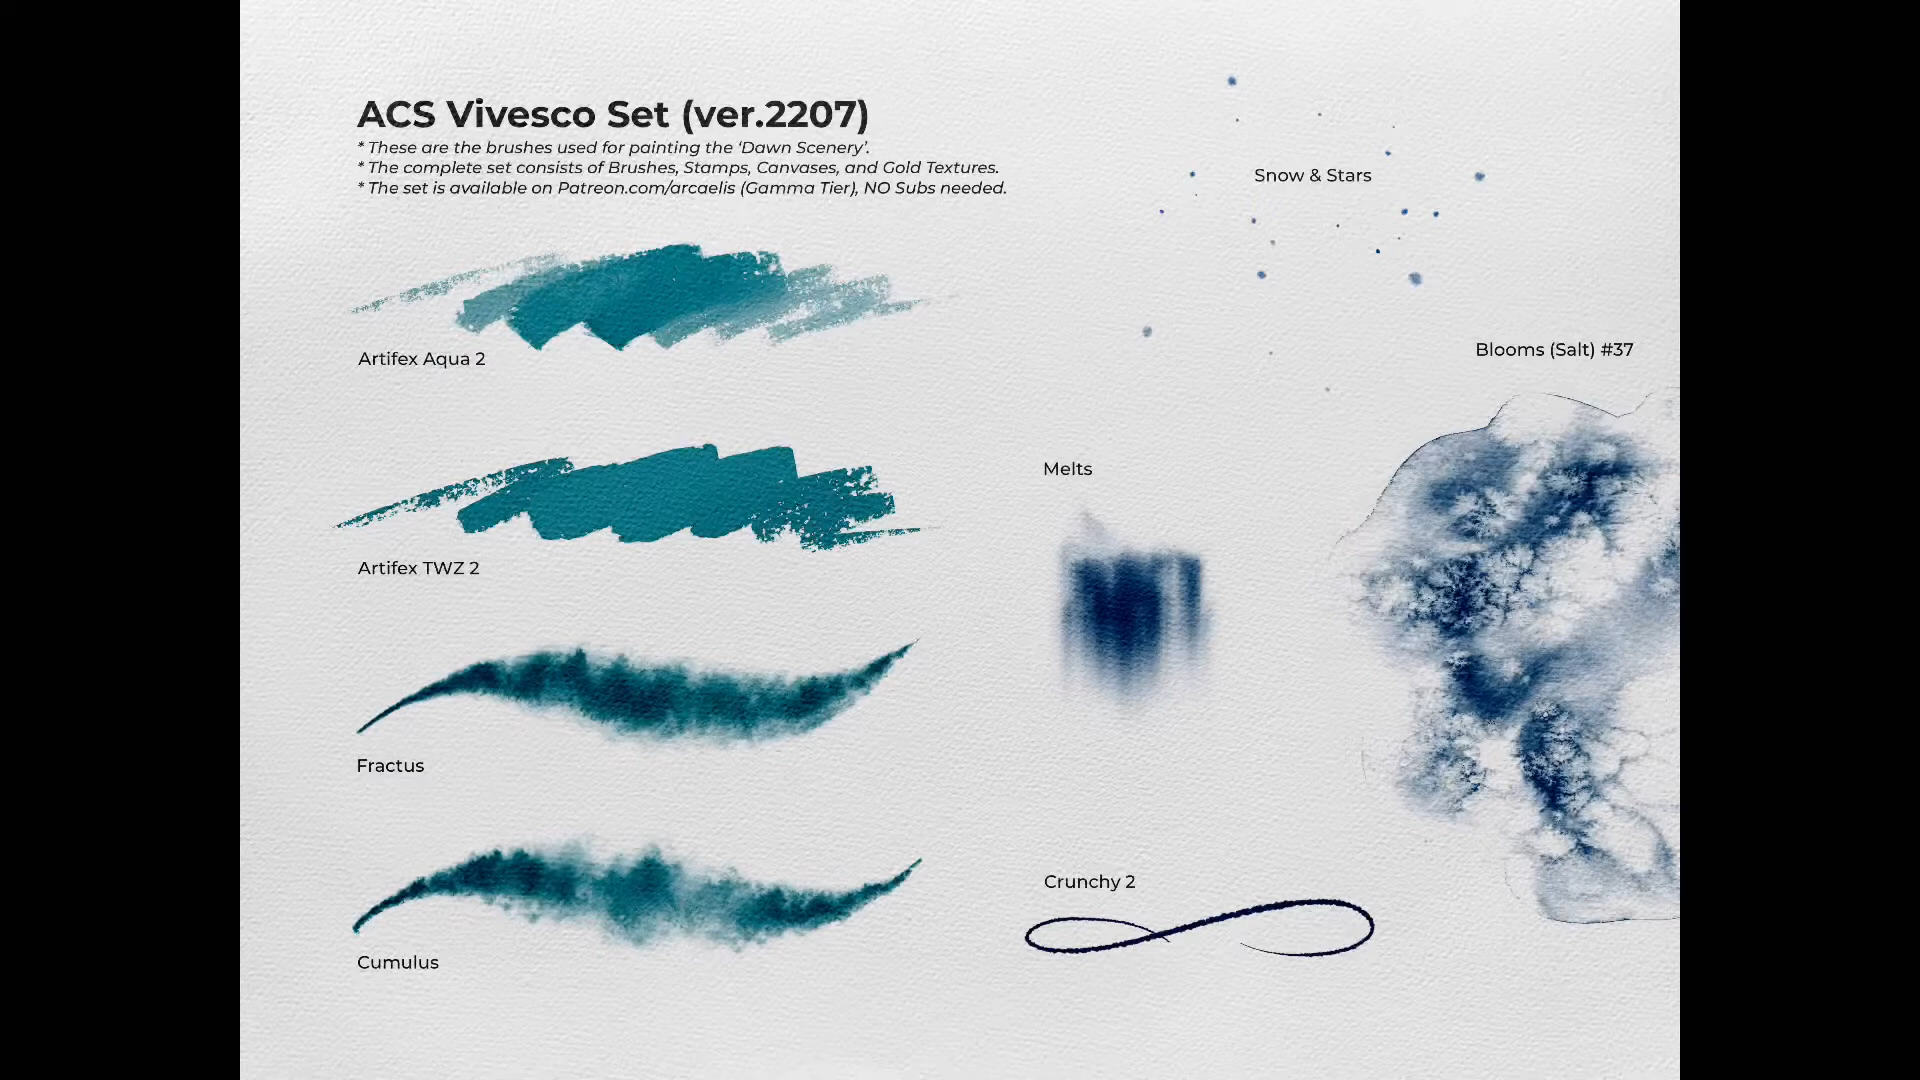 ACS Vivesco Set (ver.2207)
* These are the brushes used for painting the ‘Dawn Scenery’.
* The complete set consists of Brushes, Stamps, Canvases, and Gold Textures.
* The set is available on Patreon.com/arcaelis (Gamma Tier), NO Subs needed.
Snow & Stars
Artifex Aqua 2
Blooms (Salt) #37
Melts
Artifex TWZ 2
Fractus
Crunchy 2
Cumulus